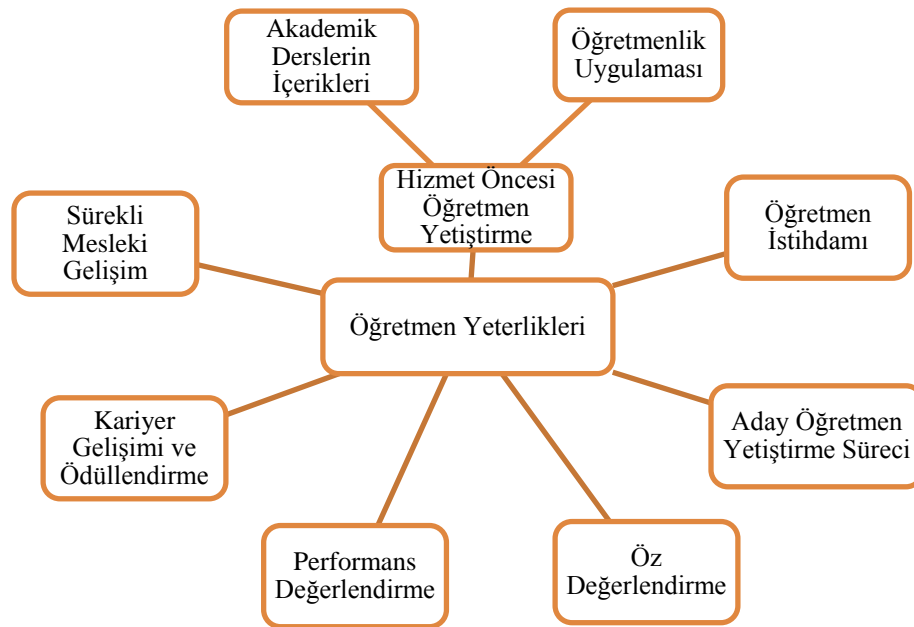 Akademik
Derslerin
İçerikleri
Öğretmenlik
Uygulaması
Hizmet Öncesi
Öğretmen
Yetiştirme
Sürekli
Mesleki
Gelişim
Öğretmen
İstihdamı
Öğretmen Yeterlikleri
Kariyer
Gelişimi ve
Ödüllendirme
Aday Öğretmen
Yetiştirme Süreci
Performans
Değerlendirme
Öz
Değerlendirme